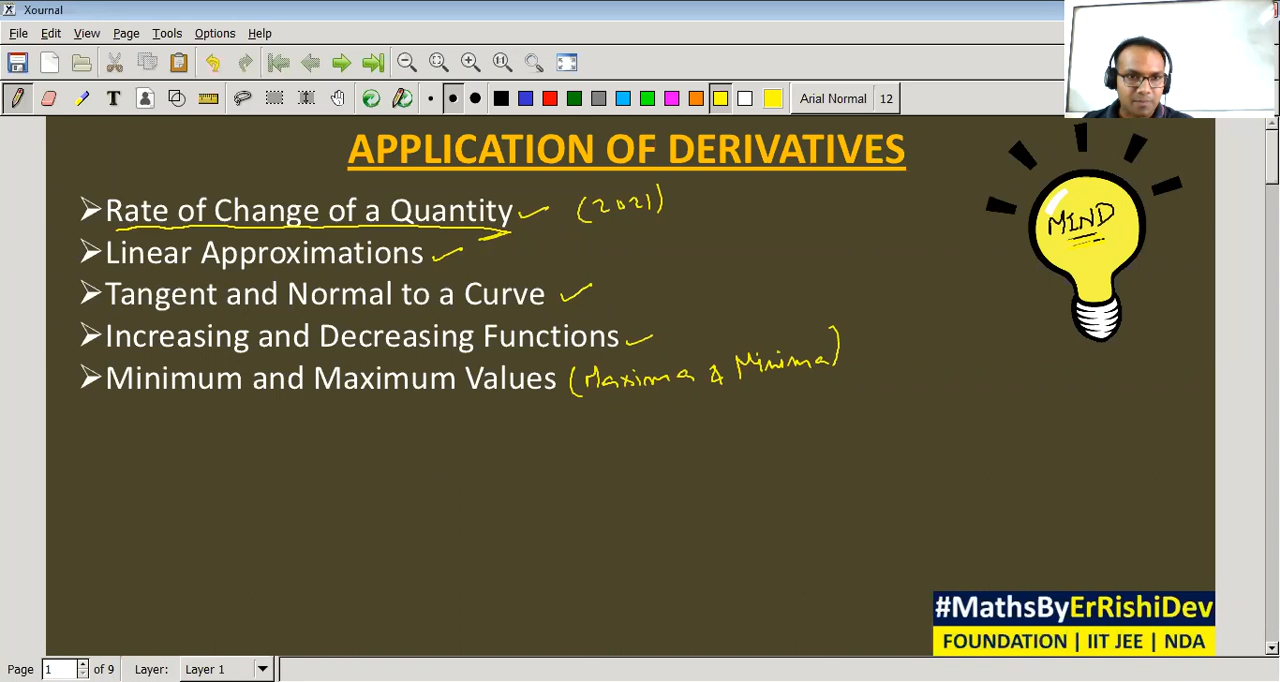 Xournal
File Edit View Page Tools Options Help
T Arial Normal 12
APPLICATION OF DERIVATIVES
➢Rate of Change of a Quantity ✓ (2021)
➢Linear Approximations ✓
➢Tangent and Normal to a Curve ✓
➢Increasing and Decreasing Functions ✓
➢Minimum and Maximum Values (Maxima & Minima)
MIND
#MathsByErRishiDev
FOUNDATION | IIT JEE | NDA
Page 1 of 9 Layer: Layer 1